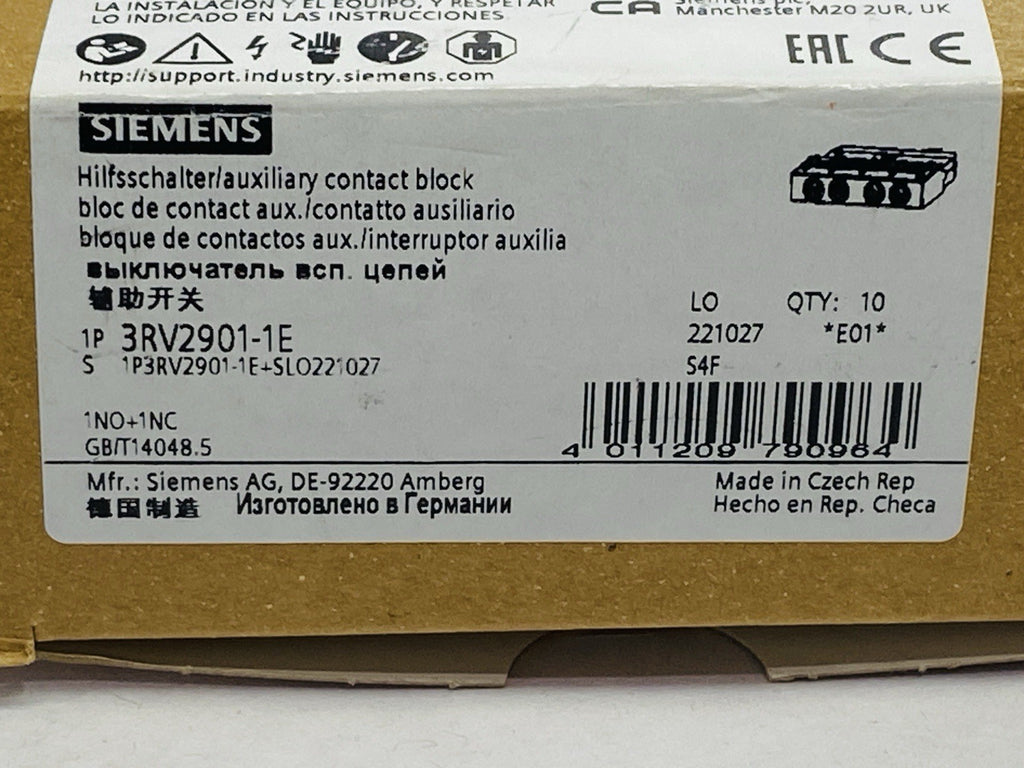 LA INSTALACIÓN Y EL EQUIPO, Y RESPETAR
LO INDICADO EN LAS INSTRUCCIONES.
http://support.industry.siemens.com
UK
CA
Siemens plc,
Manchester M20 2UR, UK
EAC CE
SIEMENS
Hilfsschalter/auxiliary contact block
bloc de contact aux./contatto ausiliario
bloque de contactos aux./interruptor auxilia
выключатель всп. цепей
辅助开关
1P 3RV2901-1E
S 1P3RV2901-1E+SLO221027
LO QTY: 10
221027 *E01*
S4F
1NO+1NC
GB/T14048.5
4 011209 790964
Mfr.: Siemens AG, DE-92220 Amberg
德国制造 Изготовлено в Германии
Made in Czech Rep
Hecho en Rep. Checa